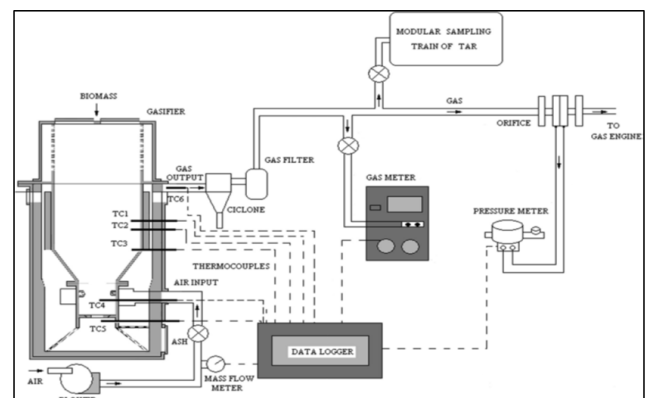 MODULAR SAMPLING
TRAIN OF TAR
BIOMASS
GASIFIER
GAS
ORIFICE
TO
GAS ENGINE
GAS
OUTPUT
GAS FILTER
TC6
CICLONE
GAS METER
PRESSURE METER
TC1
TC2
TC3
THERMOCOUPLES
AIR INPUT
TC4
TC5
ASH
DATA LOGGER
AIR
MASS FLOW
METER